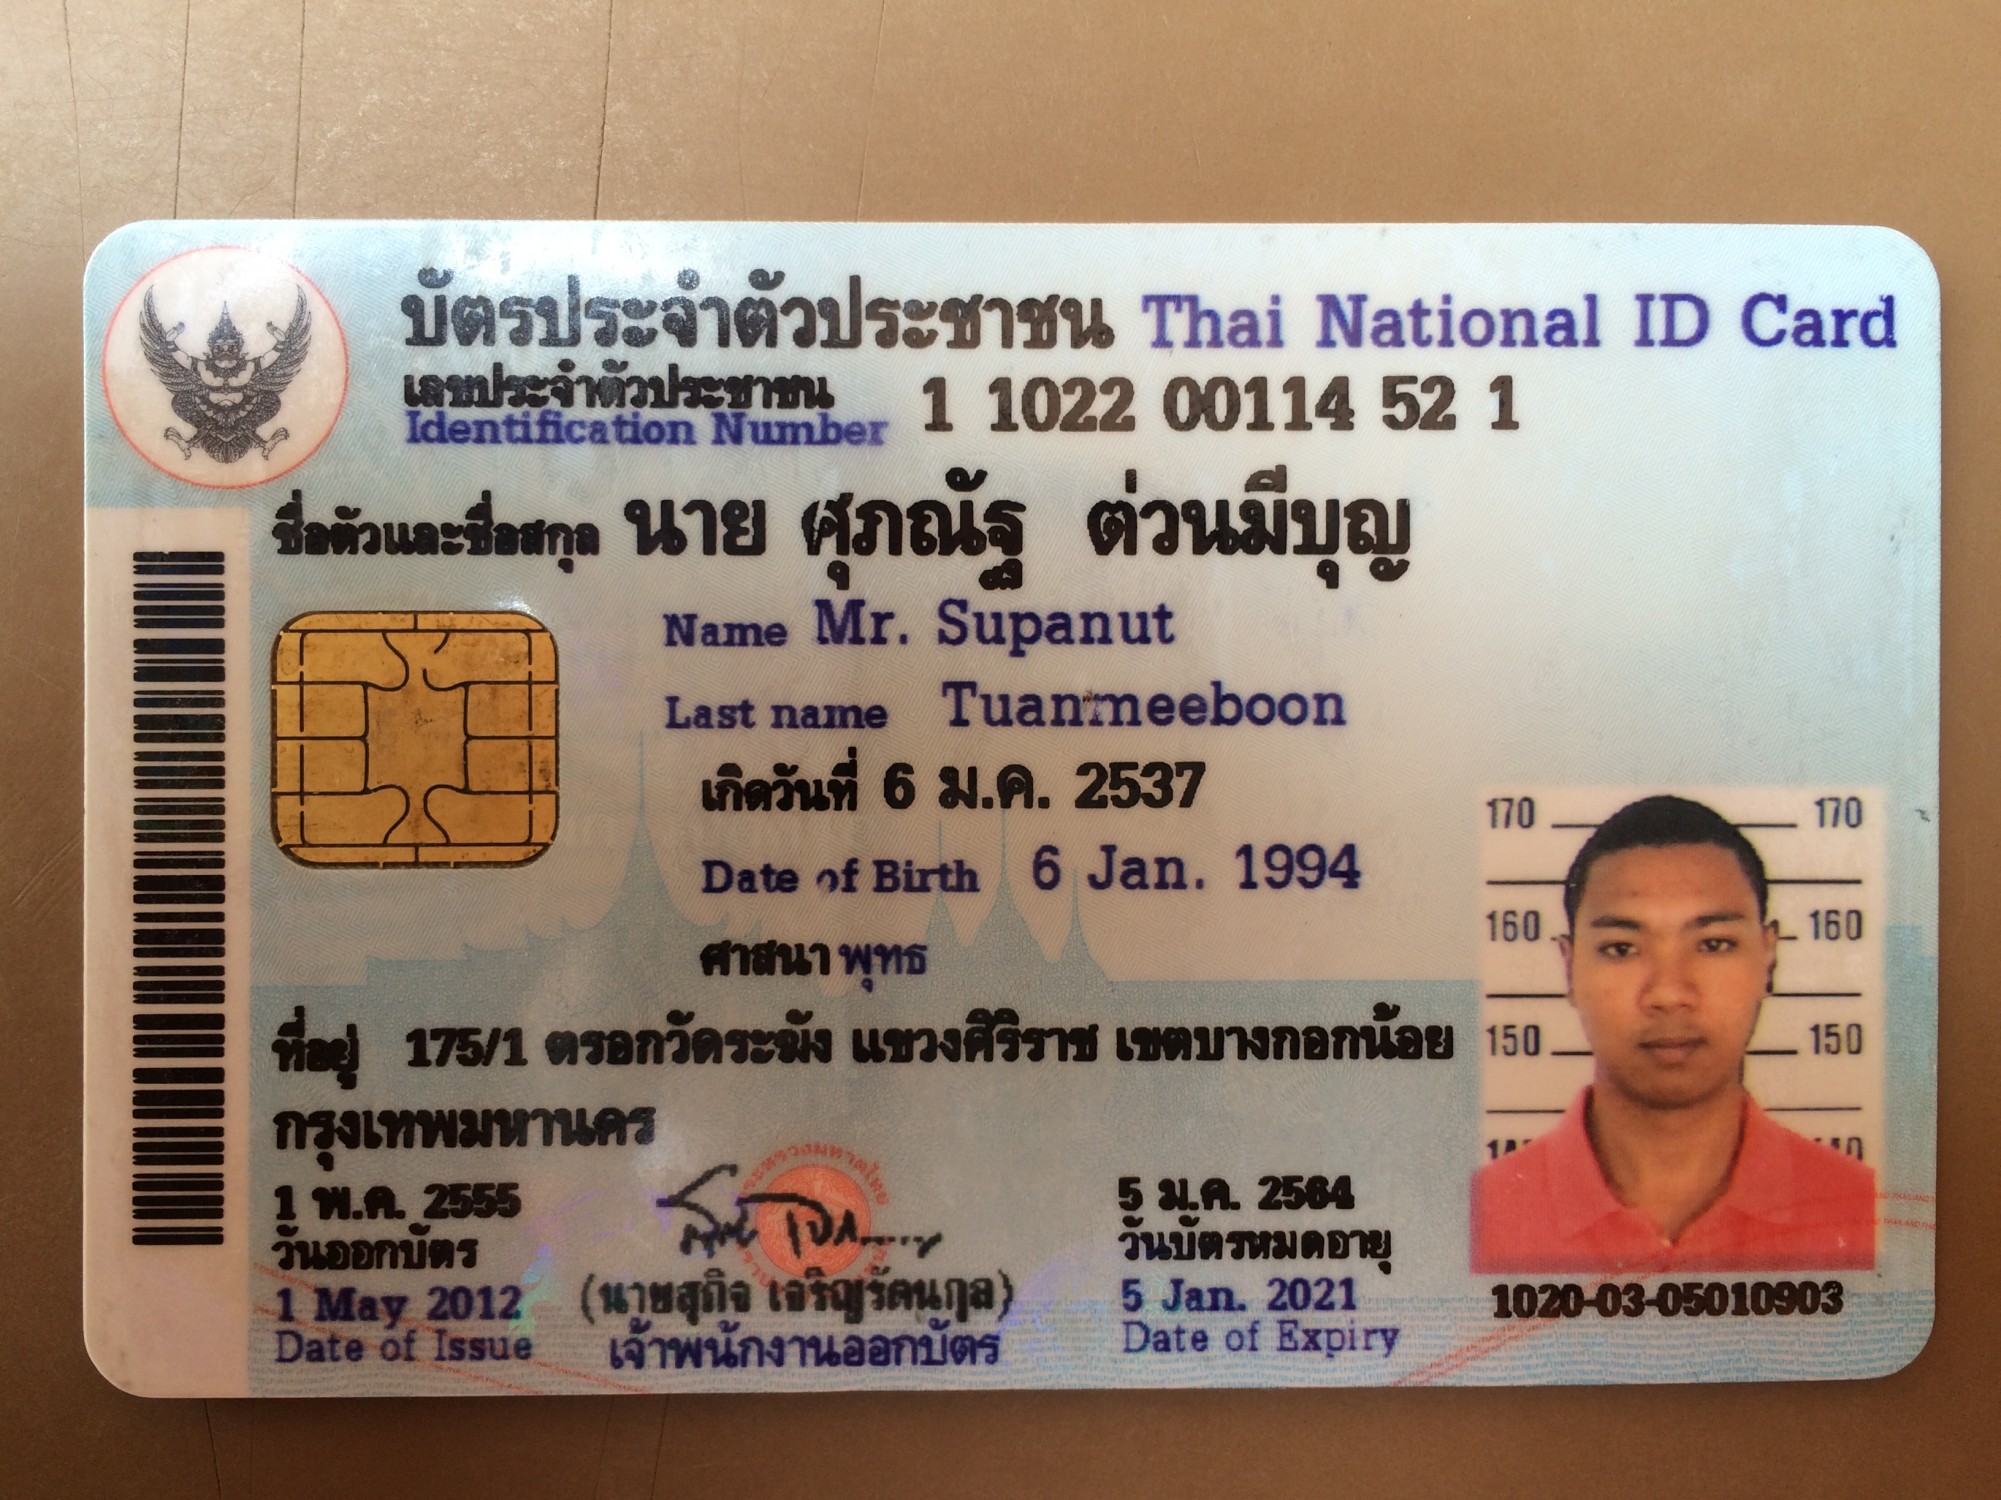 บัตรประจำตัวประชาชน Thai National ID Card
เลขประจำตัวประชาชน
Identification Number 1 1022 00114 52 1
ชื่อตัวและชื่อสกุล นาย ศุภณัฐ ต่วนมีบุญ
Name Mr. Supanut
Last name Tuanmeeboon
เกิดวันที่ 6 ม.ค. 2537
Date of Birth 6 Jan. 1994
ศาสนา พุทธ
ที่อยู่ 175/1 ตรอกวัดระฆัง แขวงศิริราช เขตบางกอกน้อย
กรุงเทพมหานคร
1 พ.ค. 2555
วันออกบัตร
1 May 2012
Date of Issue
(นายสุกิจ เจริญรัตนกุล)
เจ้าพนักงานออกบัตร
5 ม.ค. 2564
วันบัตรหมดอายุ
5 Jan. 2021
Date of Expiry
170 170
160 160
150 150
1020-03-05010903